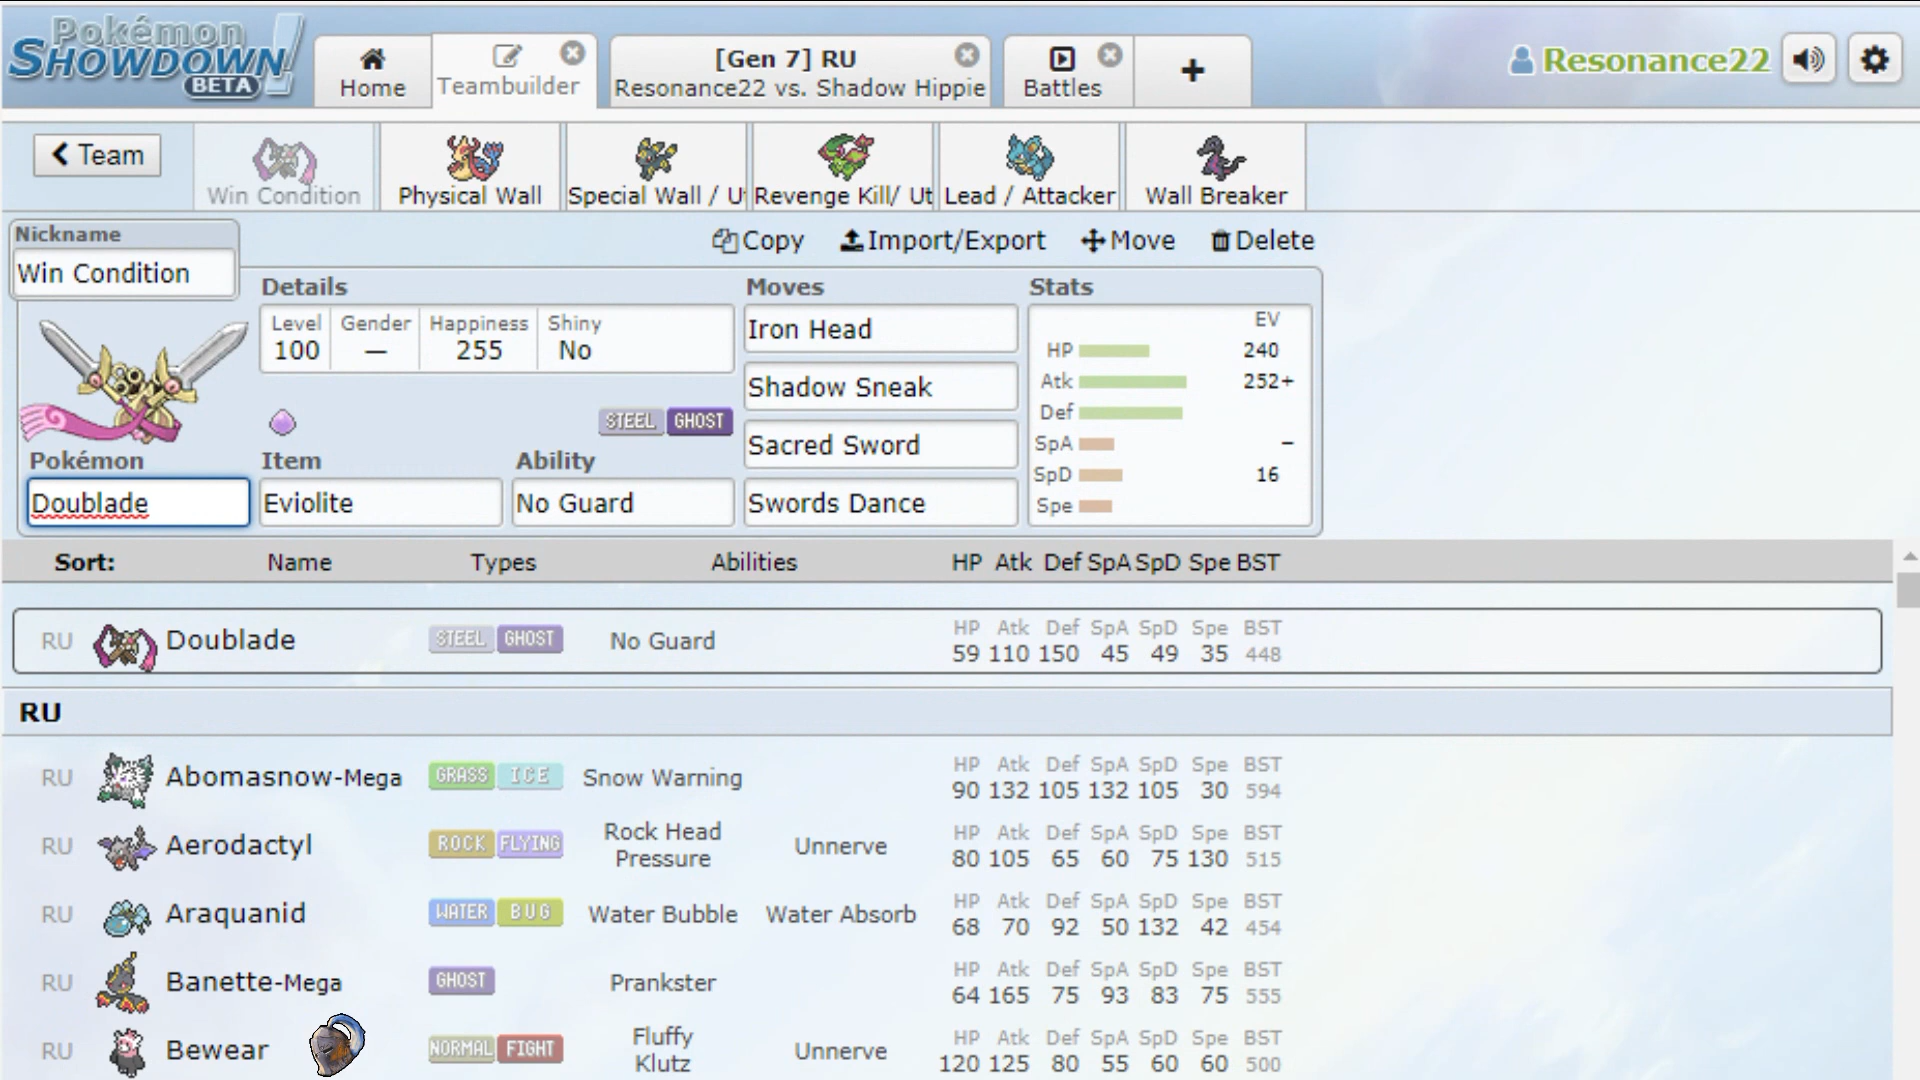 Pokémon
SHOWDOWN!
BETA
Home
Teambuilder
[Gen 7] RU
Resonance22 vs. Shadow Hippie
Battles
+
Resonance22
Team
Win Condition
Physical Wall
Special Wall / U
Revenge Kill/ Ut
Lead / Attacker
Wall Breaker
Nickname
Win Condition
Copy
Import/Export
Move
Delete
Details
Level Gender Happiness Shiny
100 — 255 No
STEEL GHOST
Pokémon
Doublade
Item
Eviolite
Ability
No Guard
Moves
Iron Head
Shadow Sneak
Sacred Sword
Swords Dance
Stats
EV
HP 240
Atk 252+
Def
SpA −
SpD 16
Spe
Sort: Name Types Abilities HP Atk Def SpA SpD Spe BST
RU Doublade STEEL GHOST No Guard
HP Atk Def SpA SpD Spe BST
59 110 150 45 49 35 448
RU
RU Abomasnow-Mega GRASS ICE Snow Warning
HP Atk Def SpA SpD Spe BST
90 132 105 132 105 30 594
RU Aerodactyl ROCK FLYING Rock Head
Pressure
Unnerve
HP Atk Def SpA SpD Spe BST
80 105 65 60 75 130 515
RU Araquanid WATER BUG Water Bubble Water Absorb
HP Atk Def SpA SpD Spe BST
68 70 92 50 132 42 454
RU Banette-Mega GHOST Prankster
HP Atk Def SpA SpD Spe BST
64 165 75 93 83 75 555
RU Bewear NORMAL FIGHT Fluffy
Klutz
Unnerve
HP Atk Def SpA SpD Spe BST
120 125 80 55 60 60 500